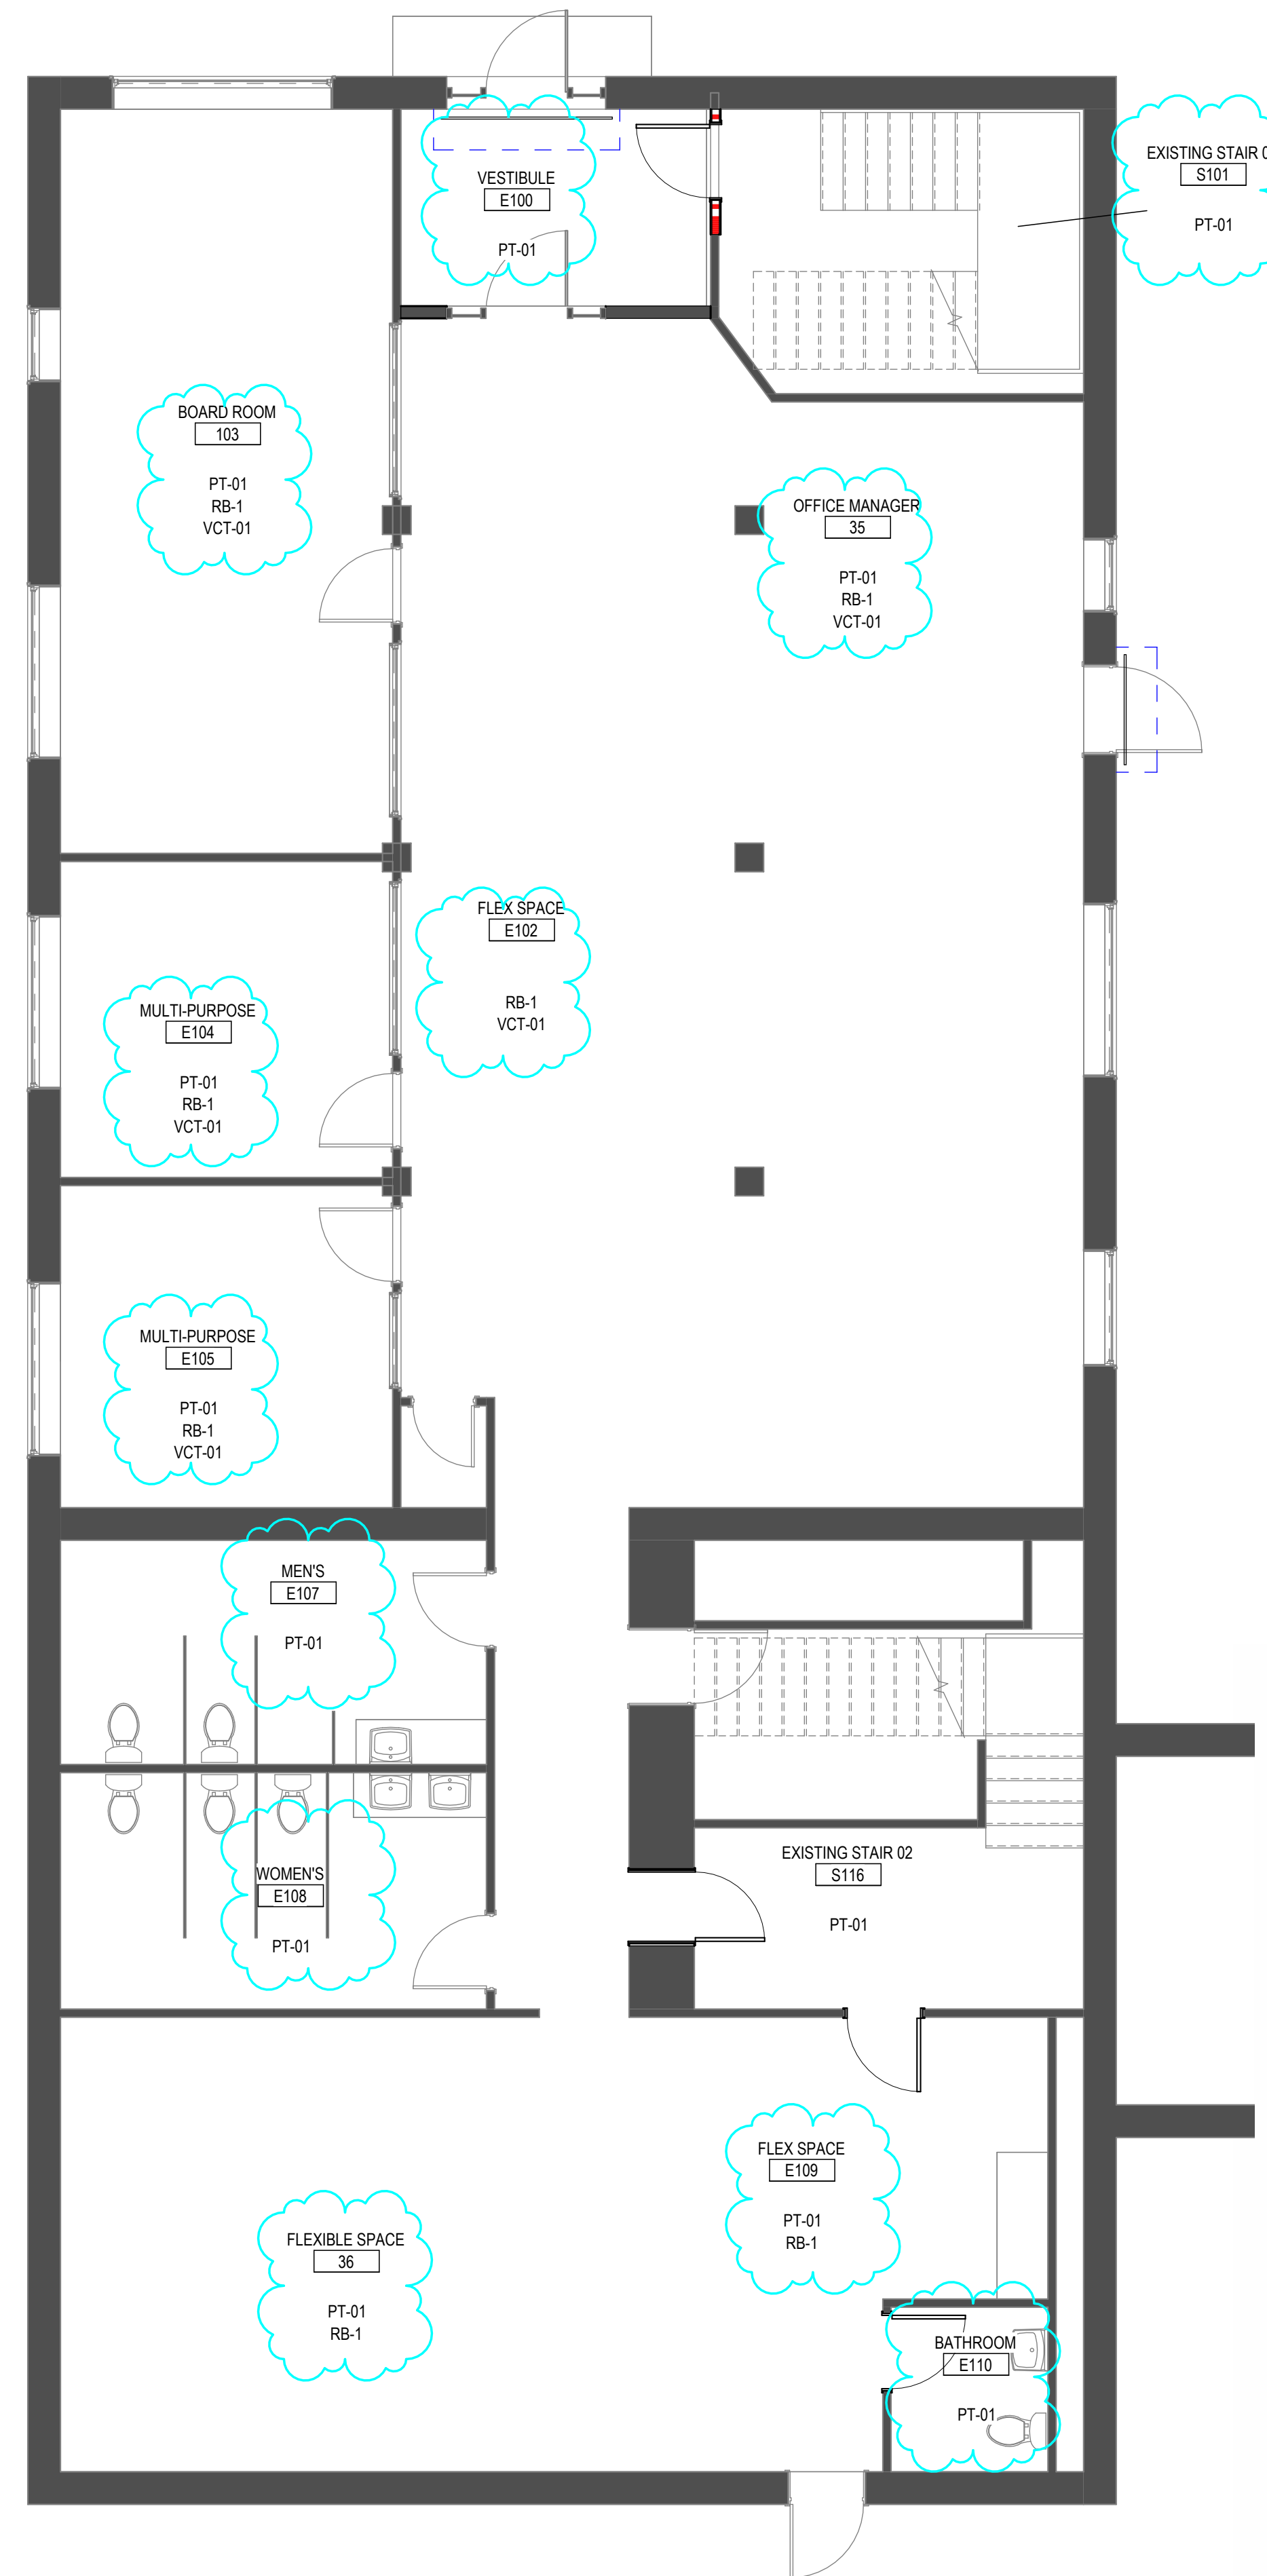 VESTIBULE
E100
PT-01
EXISTING STAIR 0
S101
PT-01
BOARD ROOM
103
PT-01
RB-1
VCT-01
OFFICE MANAGER
35
PT-01
RB-1
VCT-01
FLEX SPACE
E102
RB-1
VCT-01
MULTI-PURPOSE
E104
PT-01
RB-1
VCT-01
MULTI-PURPOSE
E105
PT-01
RB-1
VCT-01
MEN'S
E107
PT-01
EXISTING STAIR 02
S116
PT-01
WOMEN'S
E108
PT-01
FLEX SPACE
E109
PT-01
RB-1
FLEXIBLE SPACE
36
PT-01
RB-1
BATHROOM
E110
PT-01